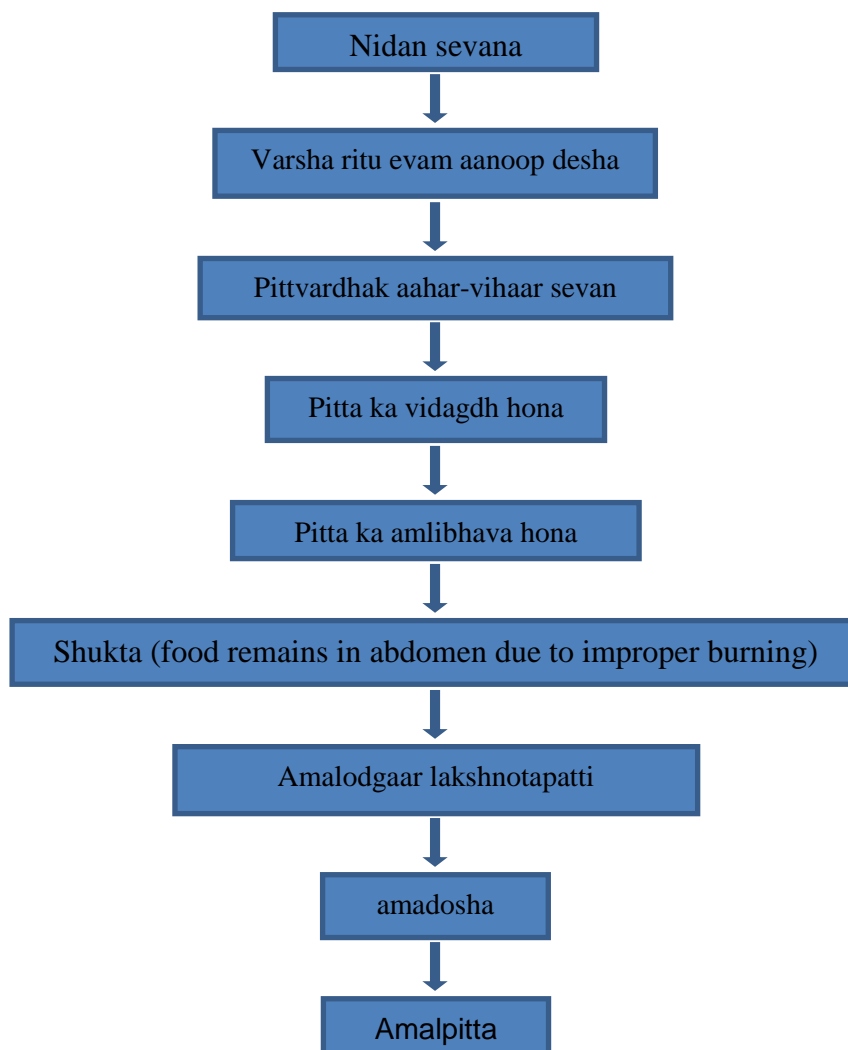 Nidan sevana
Varsha ritu evam aanoop desha
Pittvardhak aahar-vihaar sevan
Pitta ka vidagdh hona
Pitta ka amlibhava hona
Shukta (food remains in abdomen due to improper burning)
Amalodgaar lakshnotapatti
amadosha
Amalpitta